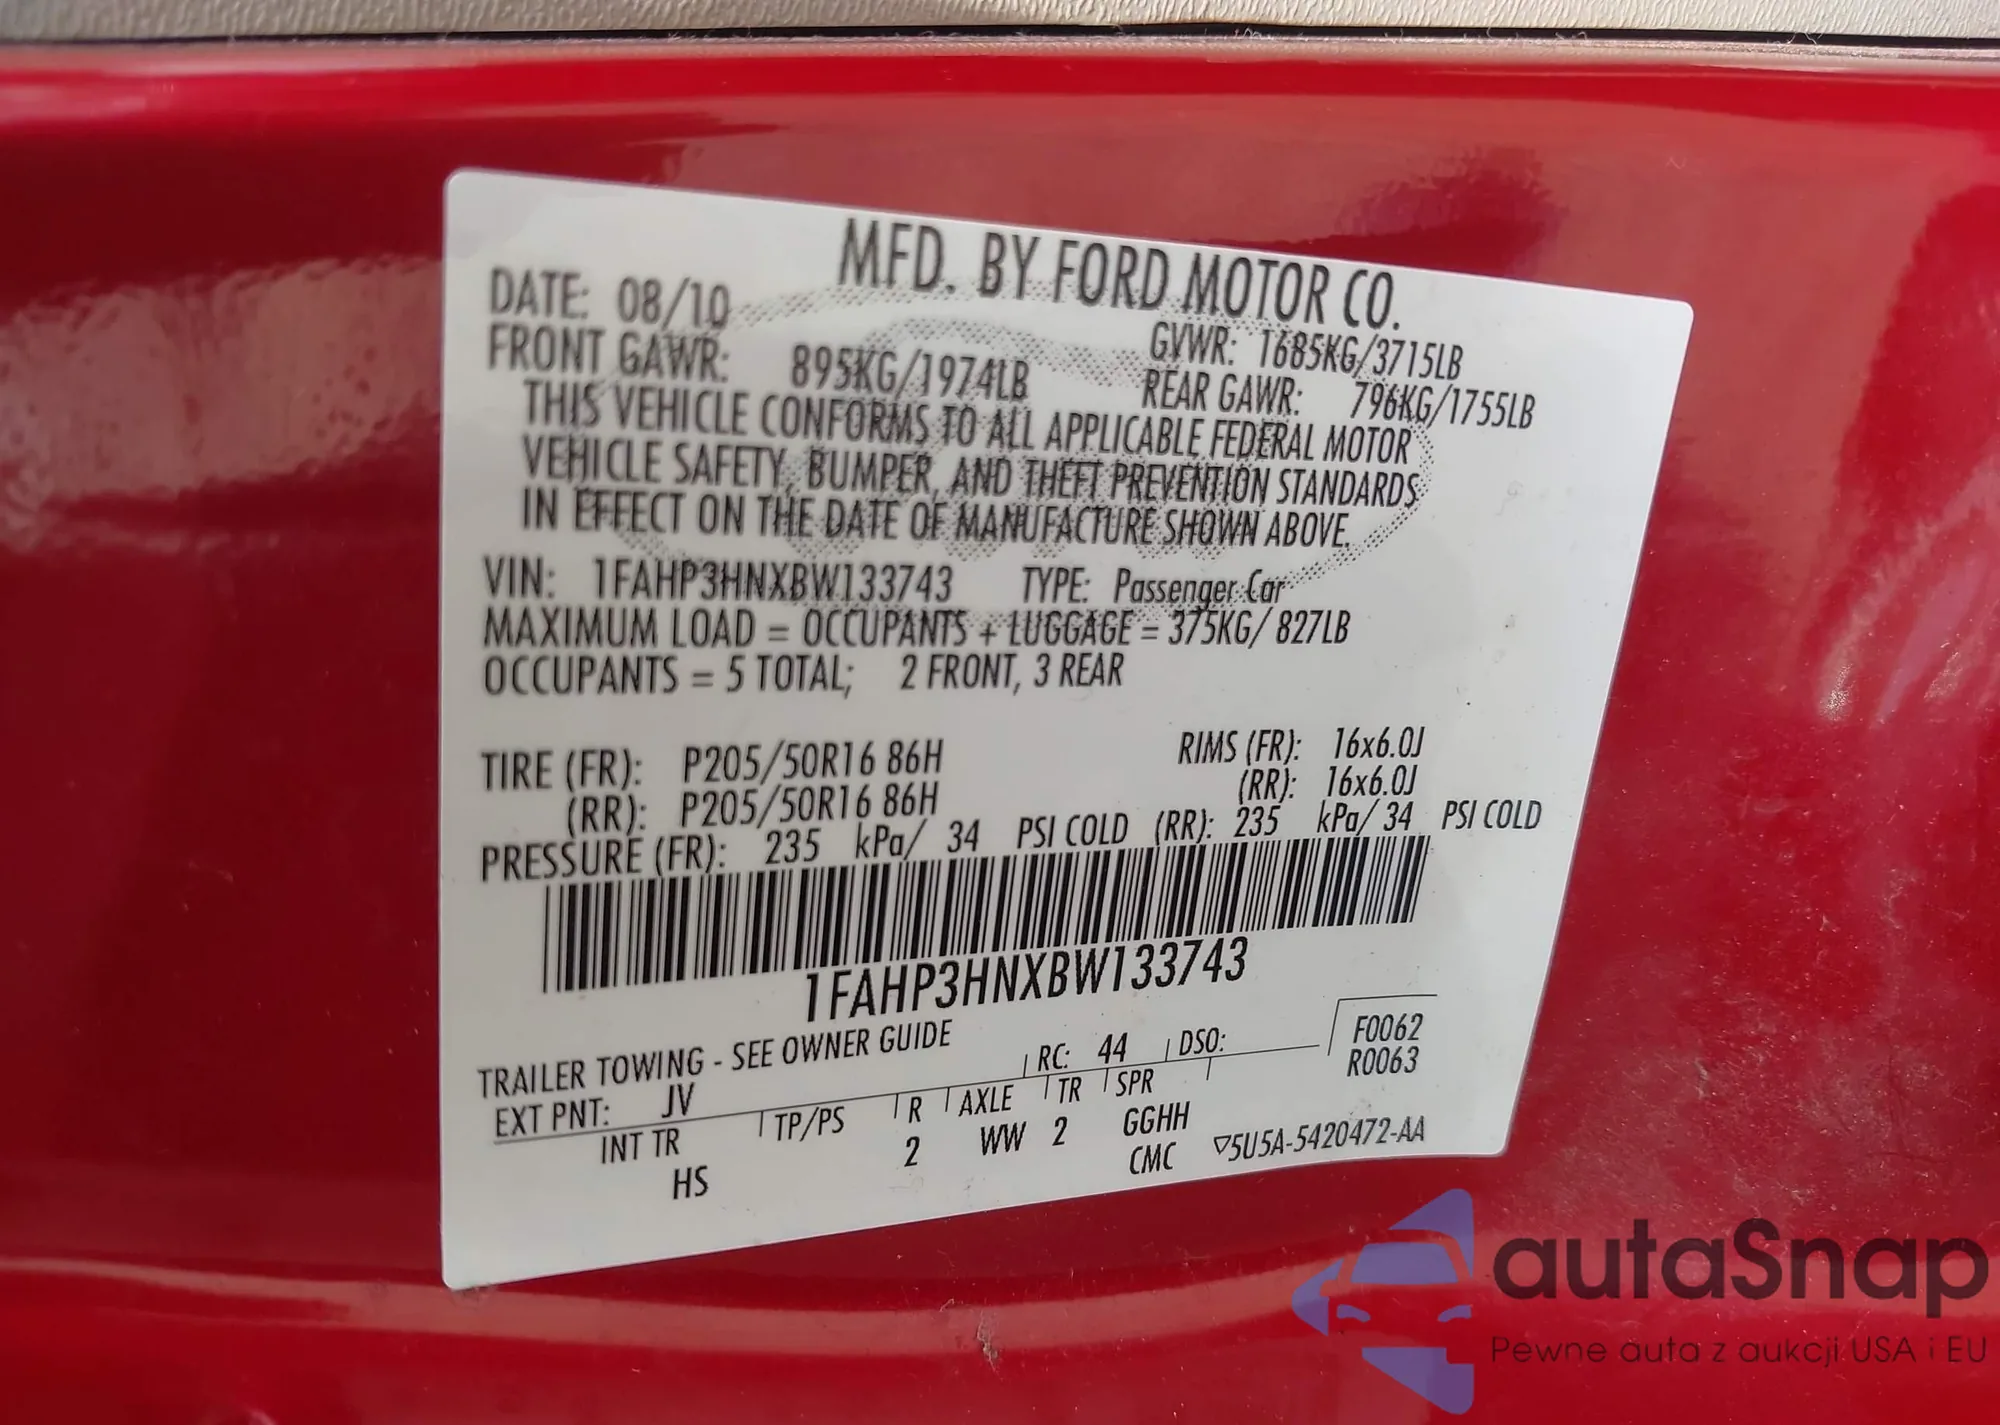 MFD. BY FORD MOTOR CO.
DATE: 08/10 GVWR: 1685KG/3715LB
FRONT GAWR: 895KG/1974LB REAR GAWR: 796KG/1755LB
THIS VEHICLE CONFORMS TO ALL APPLICABLE FEDERAL MOTOR
VEHICLE SAFETY, BUMPER, AND THEFT PREVENTION STANDARDS
IN EFFECT ON THE DATE OF MANUFACTURE SHOWN ABOVE.
VIN: 1FAHP3HNXBW133743 TYPE: Passenger Car
MAXIMUM LOAD = OCCUPANTS + LUGGAGE = 375KG/ 827LB
OCCUPANTS = 5 TOTAL; 2 FRONT, 3 REAR
TIRE (FR): P205/50R16 86H RIMS (FR): 16x6.0J
(RR): P205/50R16 86H (RR): 16x6.0J
PRESSURE (FR): 235 kPa/ 34 PSI COLD (RR): 235 kPa/ 34 PSI COLD
1FAHP3HNXBW133743
TRAILER TOWING - SEE OWNER GUIDE
EXT PNT: JV RC: 44 DSO: F0062
R0063
INT TR TP/PS R AXLE TR SPR
HS 2 WW 2 GGHH
CMC ▽5U5A-5420472-AA
autaSnap
Pewne auta z aukcji USA i EU